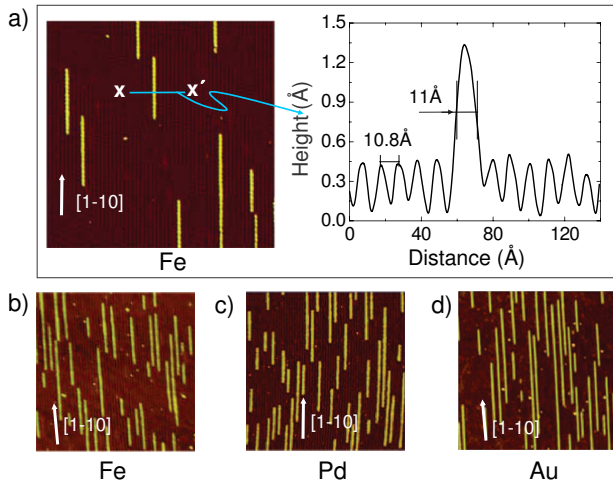 a)
x x′
[1-10]
Fe
1.5
1.2
0.9
0.6
0.3
0.0
Height (Å)
11Å
10.8Å
0 40 80 120
Distance (Å)
b)
[1-10]
Fe
c)
[1-10]
Pd
d)
[1-10]
Au